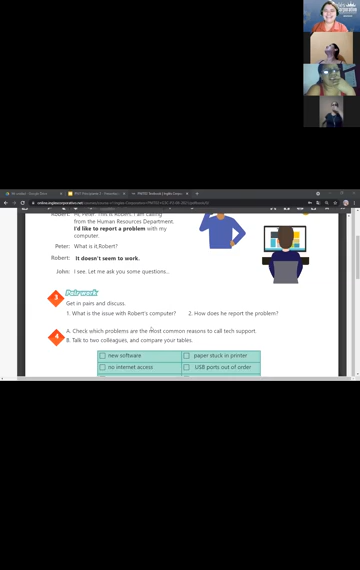 Robert: Hi, Peter. This is Robert. I am calling
from the Human Resources Department.
I'd like to report a problem with my
computer.
Peter: What is it, Robert?
Robert: It doesn't seem to work.
John: I see. Let me ask you some questions...
3 Pair work
Get in pairs and discuss
1. What is the issue with Robert's computer? 2. How does he report the problem?
4 A. Check which problems are the most common reasons to call tech support
B. Talk to two colleagues, and compare your tables.
new software paper stuck in printer
no internet access USB ports out of order